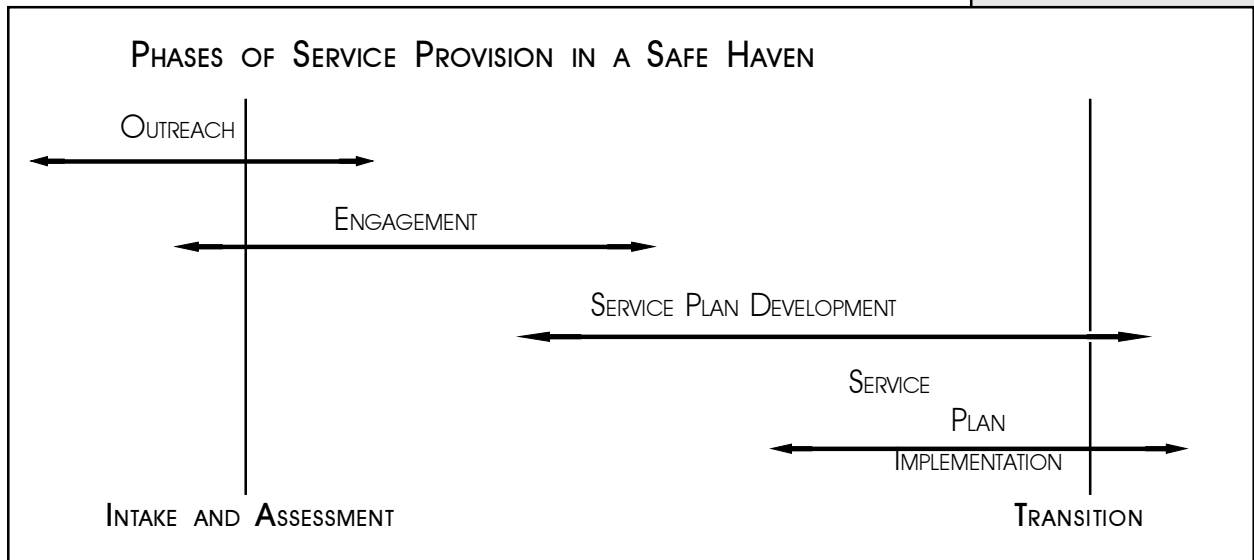 Phases of Service Provision in a Safe Haven
Outreach
Engagement
Service Plan Development
Service
Plan
Implementation
Intake and Assessment
Transition